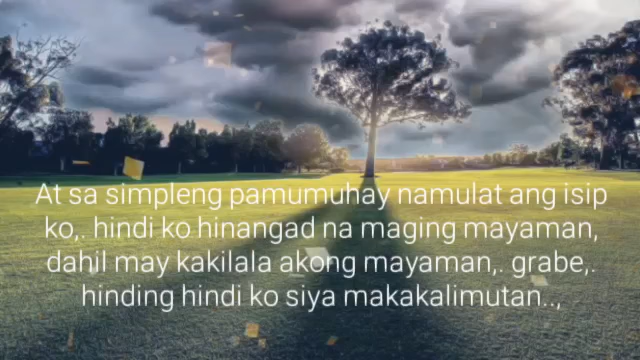 At sa simpleng pamumuhay namulat ang isip
ko,. hindi ko hinangad na maging mayaman,
dahil may kakilala akong mayaman,. grabe,.
hinding hindi ko siya makakalimutan..,